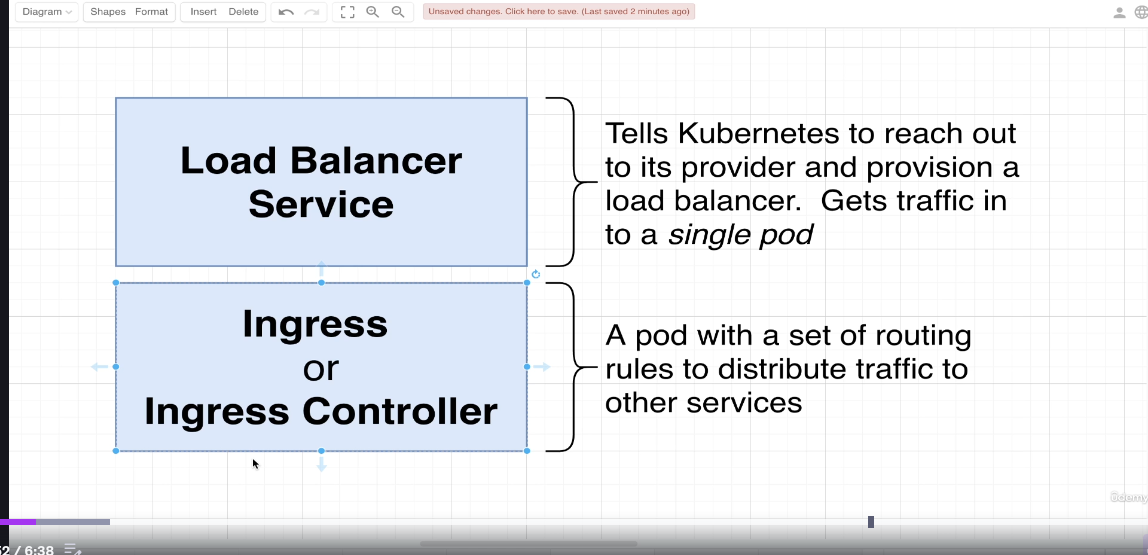 Diagram
Shapes Format
Insert Delete
Unsaved changes. Click here to save. (Last saved 2 minutes ago)
Load Balancer
Service
Tells Kubernetes to reach out
to its provider and provision a
load balancer.  Gets traffic in
to a single pod
Ingress
or
Ingress Controller
A pod with a set of routing
rules to distribute traffic to
other services
ûdemy
2 / 6:38